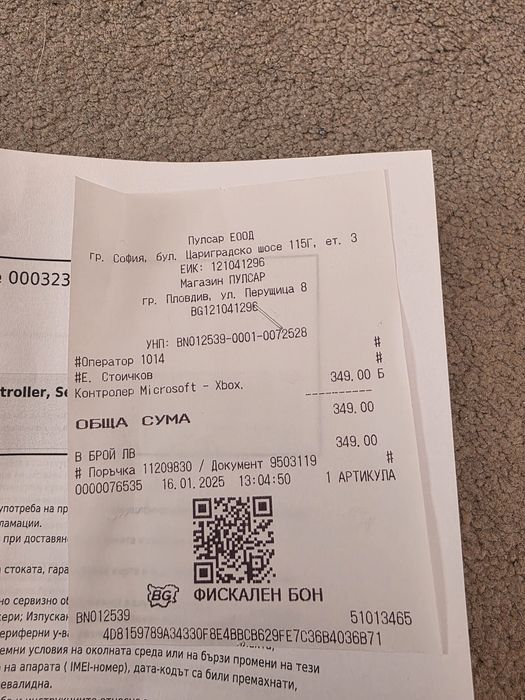 Пулсар ЕООД
гр. София, бул. Цариградско шосе 115Г, ет. 3
ЕИК: 121041296
Магазин ПУЛСАР
гр. Пловдив, ул. Перущица 8
BG121041296
УНП: BN012539-0001-0072528
#Оператор 1014 #
#Е. Стоичков #
Контролер Microsoft - Xbox. 349.00 Б
ОБЩА СУМА 349.00
В БРОЙ ЛВ 349.00
# Поръчка 11209830 / Документ 9503119 #
0000076535 16.01.2025 13:04:50 1 АРТИКУЛА
BG ФИСКАЛЕН БОН
BN012539 51013465
4D8159789A34330F8E4BBCB629FE7C36B4036B71
000323
troller, Se
употреба на пр
ламации.
при доставян
стоката, гара
но сервизно об
кери; Изпускан
ериферни у-ва
емни условия на околната среда или на бързи промени на тези
на апарата ( IMEI-номер), дата-кодът са били премахнати,
евалидна.